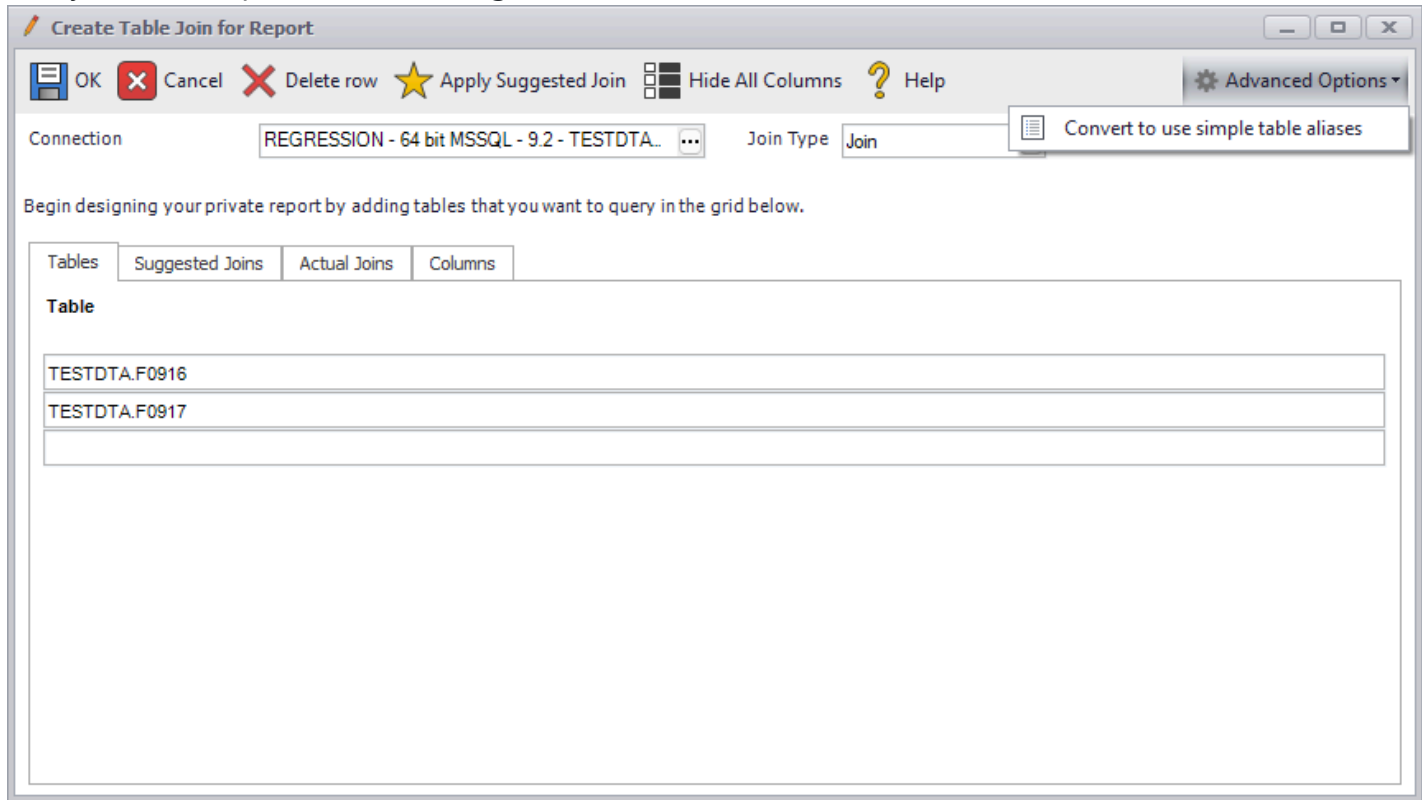 Create Table Join for Report
OK Cancel Delete row Apply Suggested Join Hide All Columns Help Advanced Options
Convert to use simple table aliases
Connection REGRESSION - 64 bit MSSQL - 9.2 - TESTDTA... ... Join Type Join
Begin designing your private report by adding tables that you want to query in the grid below.
Tables Suggested Joins Actual Joins Columns
Table
TESTDTA.F0916
TESTDTA.F0917